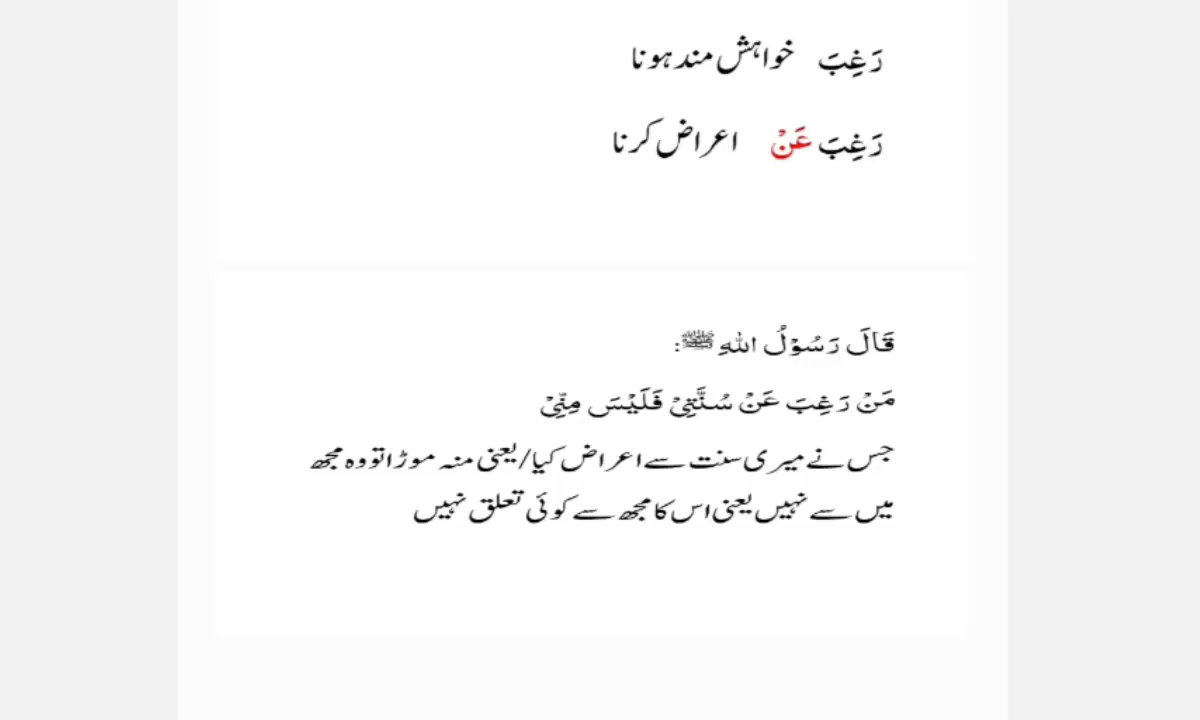 رَغِبَ خواہش مند ہونا
رَغِبَ عَنْ اعراض کرنا
قَالَ رَسُوْلُ اللہِ ﷺ:
مَنْ رَغِبَ عَنْ سُنَّتِيْ فَلَيْسَ مِنِّيْ
جس نے میری سنت سے اعراض کیا/یعنی منہ موڑا تو وہ مجھ
میں سے نہیں یعنی اس کا مجھ سے کوئی تعلق نہیں